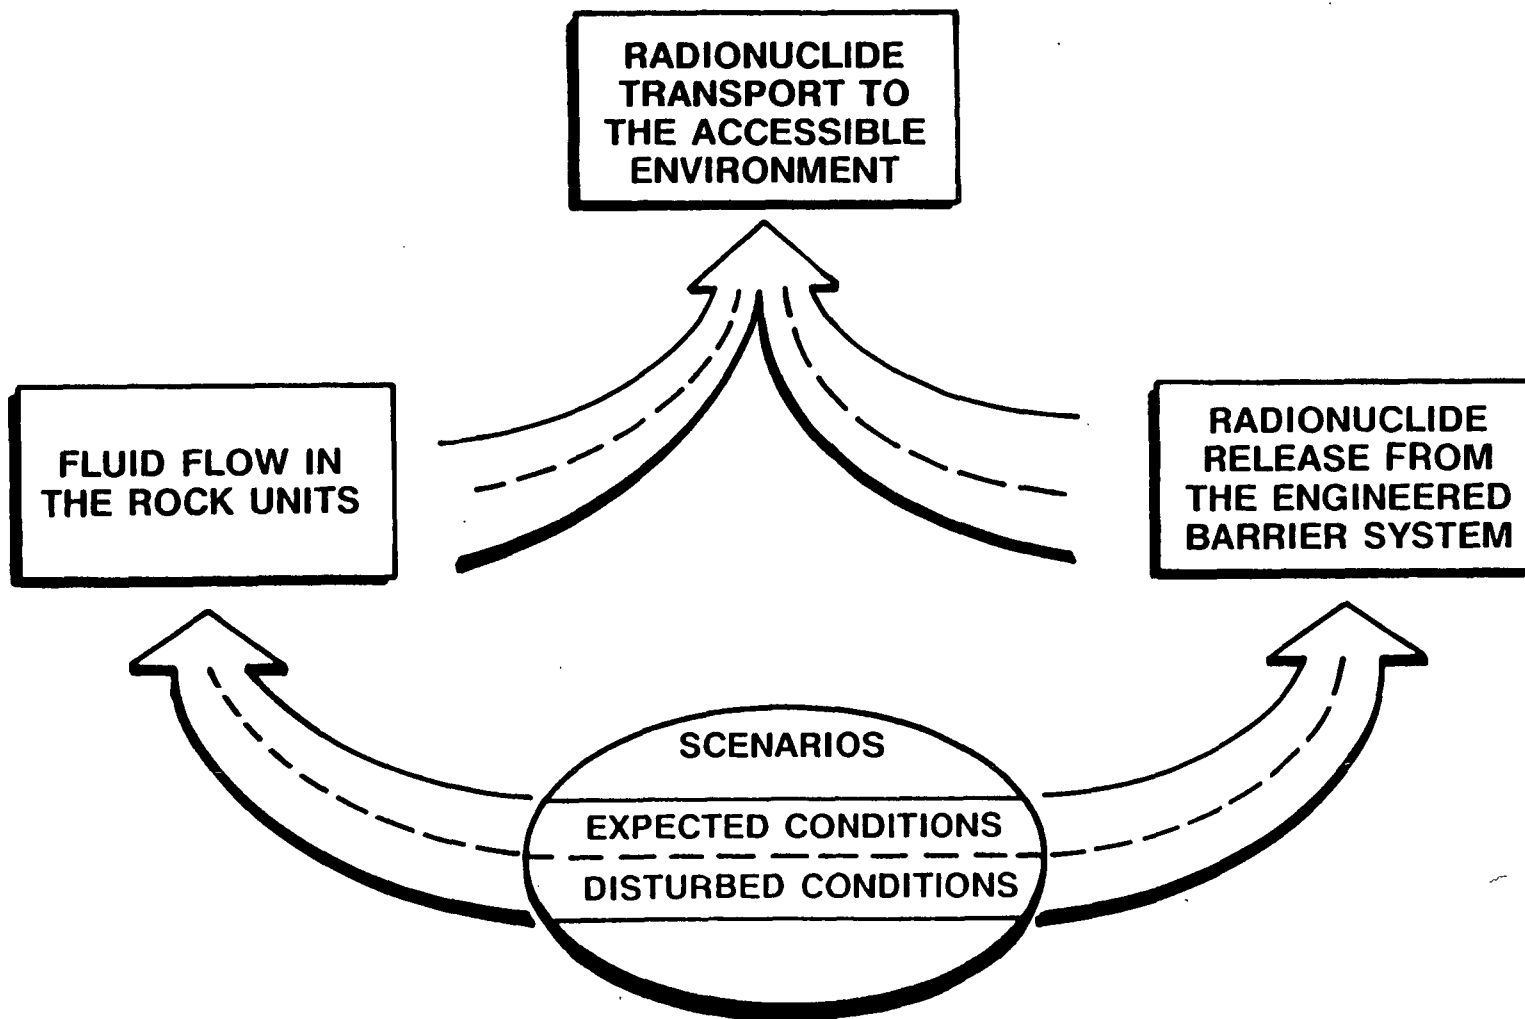 RADIONUCLIDE
TRANSPORT TO
THE ACCESSIBLE
ENVIRONMENT
FLUID FLOW IN
THE ROCK UNITS
RADIONUCLIDE
RELEASE FROM
THE ENGINEERED
BARRIER SYSTEM
SCENARIOS
EXPECTED CONDITIONS
DISTURBED CONDITIONS